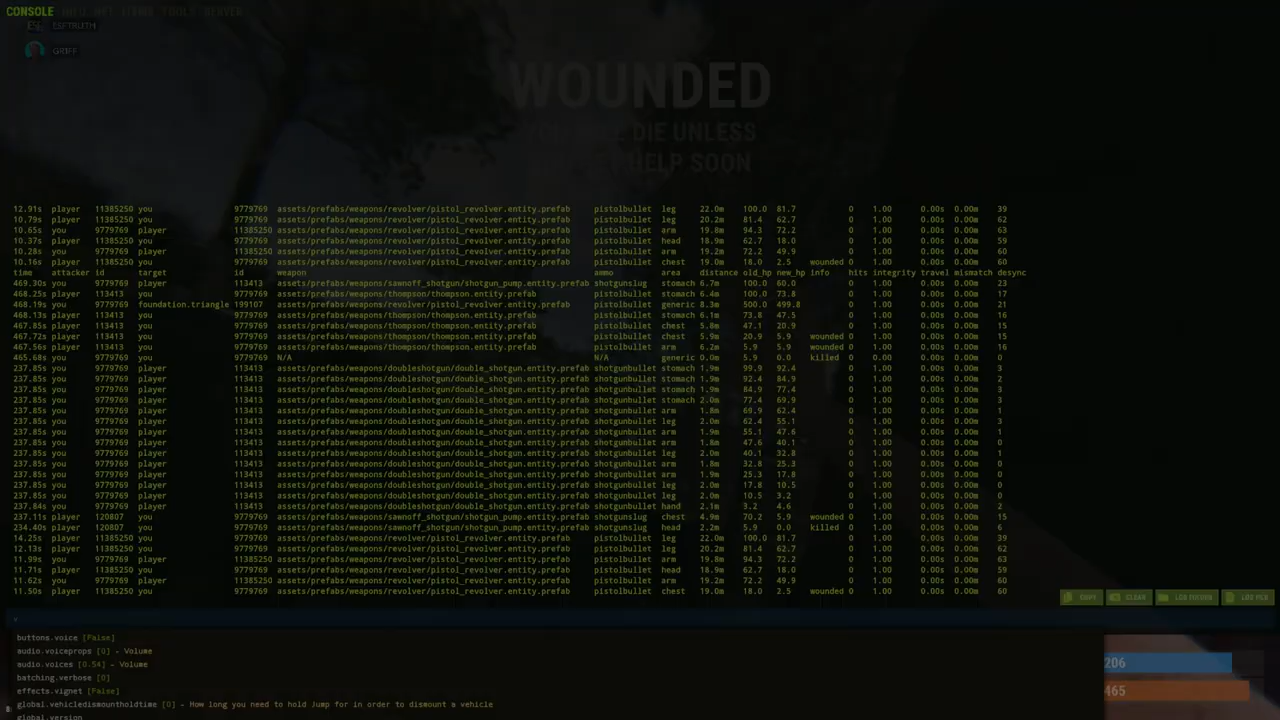 CONSOLE INFO NET ITEMS TOOLS SERVER
ESFTRUTH
GR1FF
WOUNDED
YOU WILL DIE UNLESS
YOU GET HELP SOON
12.91s player 11385250 you 9779769 assets/prefabs/weapons/revolver/pistol_revolver.entity.prefab pistolbullet leg 22.0m 100.0 81.7 0 1.00 0.00s 0.00m 39
10.79s player 11385250 you 9779769 assets/prefabs/weapons/revolver/pistol_revolver.entity.prefab pistolbullet leg 20.2m 81.4 62.7 0 1.00 0.00s 0.00m 62
10.65s you 9779769 player 11385250 assets/prefabs/weapons/revolver/pistol_revolver.entity.prefab pistolbullet arm 19.8m 94.3 72.2 0 1.00 0.00s 0.00m 63
10.37s player 11385250 you 9779769 assets/prefabs/weapons/revolver/pistol_revolver.entity.prefab pistolbullet head 18.9m 62.7 18.0 0 1.00 0.00s 0.00m 59
10.28s you 9779769 player 11385250 assets/prefabs/weapons/revolver/pistol_revolver.entity.prefab pistolbullet arm 19.2m 72.2 49.9 0 1.00 0.00s 0.00m 60
10.16s player 11385250 you 9779769 assets/prefabs/weapons/revolver/pistol_revolver.entity.prefab pistolbullet chest 19.0m 18.0 2.5 wounded 0 1.00 0.00s 0.00m 60
time attacker id target id weapon ammo area distance old_hp new_hp info hits integrity travel mismatch desync
469.30s you 9779769 player 113413 assets/prefabs/weapons/sawnoff_shotgun/shotgun_pump.entity.prefab shotgunslug stomach 6.7m 100.0 60.0 0 1.00 0.00s 0.00m 23
468.25s player 113413 you 9779769 assets/prefabs/weapons/thompson/thompson.entity.prefab pistolbullet stomach 6.4m 100.0 73.8 0 1.00 0.00s 0.00m 17
468.19s you 9779769 foundation.triangle 199107 assets/prefabs/weapons/revolver/pistol_revolver.entity.prefab pistolbullet generic 8.3m 500.0 499.8 0 1.00 0.00s 0.00m 21
468.13s player 113413 you 9779769 assets/prefabs/weapons/thompson/thompson.entity.prefab pistolbullet stomach 6.1m 73.8 47.5 0 1.00 0.00s 0.00m 16
467.85s player 113413 you 9779769 assets/prefabs/weapons/thompson/thompson.entity.prefab pistolbullet chest 5.8m 47.1 20.9 0 1.00 0.00s 0.00m 15
467.72s player 113413 you 9779769 assets/prefabs/weapons/thompson/thompson.entity.prefab pistolbullet chest 5.9m 20.9 5.9 wounded 0 1.00 0.00s 0.00m 15
467.56s player 113413 you 9779769 assets/prefabs/weapons/thompson/thompson.entity.prefab pistolbullet arm 6.2m 5.9 5.9 wounded 0 1.00 0.00s 0.00m 16
465.68s you 9779769 you 9779769 N/A N/A generic 0.0m 5.9 0.0 killed 0 0.00 0.00s 0.00m 0
237.85s you 9779769 player 113413 assets/prefabs/weapons/doubleshotgun/double_shotgun.entity.prefab shotgunbullet stomach 1.9m 99.9 92.4 0 1.00 0.00s 0.00m 3
237.85s you 9779769 player 113413 assets/prefabs/weapons/doubleshotgun/double_shotgun.entity.prefab shotgunbullet stomach 1.9m 92.4 84.9 0 1.00 0.00s 0.00m 2
237.85s you 9779769 player 113413 assets/prefabs/weapons/doubleshotgun/double_shotgun.entity.prefab shotgunbullet stomach 1.9m 84.9 77.4 0 1.00 0.00s 0.00m 3
237.85s you 9779769 player 113413 assets/prefabs/weapons/doubleshotgun/double_shotgun.entity.prefab shotgunbullet stomach 2.0m 77.4 69.9 0 1.00 0.00s 0.00m 3
237.85s you 9779769 player 113413 assets/prefabs/weapons/doubleshotgun/double_shotgun.entity.prefab shotgunbullet arm 1.8m 69.9 62.4 0 1.00 0.00s 0.00m 1
237.85s you 9779769 player 113413 assets/prefabs/weapons/doubleshotgun/double_shotgun.entity.prefab shotgunbullet leg 2.0m 62.4 55.1 0 1.00 0.00s 0.00m 3
237.85s you 9779769 player 113413 assets/prefabs/weapons/doubleshotgun/double_shotgun.entity.prefab shotgunbullet arm 1.9m 55.1 47.6 0 1.00 0.00s 0.00m 1
237.85s you 9779769 player 113413 assets/prefabs/weapons/doubleshotgun/double_shotgun.entity.prefab shotgunbullet arm 1.8m 47.6 40.1 0 1.00 0.00s 0.00m 0
237.85s you 9779769 player 113413 assets/prefabs/weapons/doubleshotgun/double_shotgun.entity.prefab shotgunbullet leg 2.0m 40.1 32.8 0 1.00 0.00s 0.00m 1
237.85s you 9779769 player 113413 assets/prefabs/weapons/doubleshotgun/double_shotgun.entity.prefab shotgunbullet arm 1.8m 32.8 25.3 0 1.00 0.00s 0.00m 0
237.85s you 9779769 player 113413 assets/prefabs/weapons/doubleshotgun/double_shotgun.entity.prefab shotgunbullet arm 1.9m 25.3 17.8 0 1.00 0.00s 0.00m 0
237.85s you 9779769 player 113413 assets/prefabs/weapons/doubleshotgun/double_shotgun.entity.prefab shotgunbullet leg 2.0m 17.8 10.5 0 1.00 0.00s 0.00m 0
237.85s you 9779769 player 113413 assets/prefabs/weapons/doubleshotgun/double_shotgun.entity.prefab shotgunbullet leg 2.0m 10.5 3.2 0 1.00 0.00s 0.00m 0
237.84s you 9779769 player 113413 assets/prefabs/weapons/doubleshotgun/double_shotgun.entity.prefab shotgunbullet hand 2.1m 3.2 4.6 0 1.00 0.00s 0.00m 2
237.11s player 120807 you 9779769 assets/prefabs/weapons/sawnoff_shotgun/shotgun_pump.entity.prefab shotgunslug chest 4.9m 70.2 5.9 wounded 0 1.00 0.00s 0.00m 15
234.40s player 120807 you 9779769 assets/prefabs/weapons/sawnoff_shotgun/shotgun_pump.entity.prefab shotgunslug head 2.2m 5.9 0.0 killed 0 1.00 0.00s 0.00m 6
14.25s player 11385250 you 9779769 assets/prefabs/weapons/revolver/pistol_revolver.entity.prefab pistolbullet leg 22.0m 100.0 81.7 0 1.00 0.00s 0.00m 39
12.13s player 11385250 you 9779769 assets/prefabs/weapons/revolver/pistol_revolver.entity.prefab pistolbullet leg 20.2m 81.4 62.7 0 1.00 0.00s 0.00m 62
11.99s you 9779769 player 11385250 assets/prefabs/weapons/revolver/pistol_revolver.entity.prefab pistolbullet arm 19.8m 94.3 72.2 0 1.00 0.00s 0.00m 63
11.71s player 11385250 you 9779769 assets/prefabs/weapons/revolver/pistol_revolver.entity.prefab pistolbullet head 18.9m 62.7 18.0 0 1.00 0.00s 0.00m 59
11.62s you 9779769 player 11385250 assets/prefabs/weapons/revolver/pistol_revolver.entity.prefab pistolbullet arm 19.2m 72.2 49.9 0 1.00 0.00s 0.00m 60
11.50s player 11385250 you 9779769 assets/prefabs/weapons/revolver/pistol_revolver.entity.prefab pistolbullet chest 19.0m 18.0 2.5 wounded 0 1.00 0.00s 0.00m 60
COPY CLEAR LOG FOLDER LOG FILE
buttons.voice [False]
audio.voiceprops [0] - Volume
audio.voices [0.54] - Volume
batching.verbose [0]
effects.vignet [False]
global.vehicledismountholdtime [0] - How long you need to hold Jump for in order to dismount a vehicle
global.version
206
465